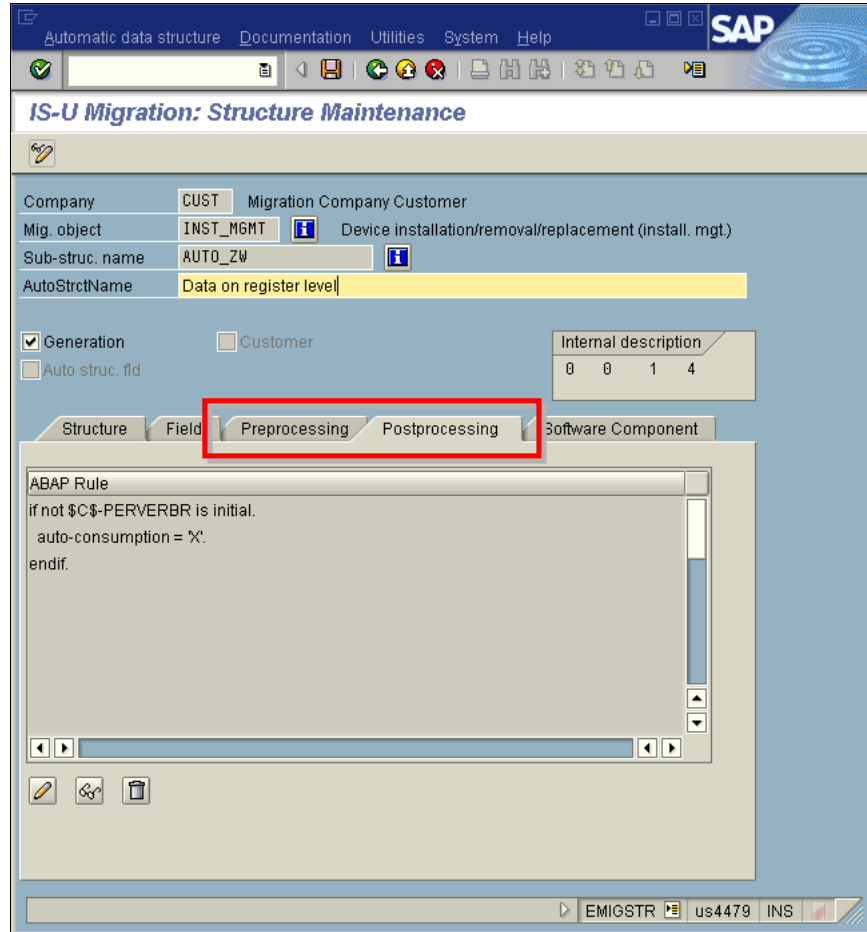 Automatic data structure Documentation Utilities System Help
SAP
IS-U Migration: Structure Maintenance
Company CUST Migration Company Customer
Mig. object INST_MGMT Device installation/removal/replacement (install. mgt.)
Sub-struc. name AUTO_ZW
AutoStrctName Data on register level
Generation Customer Internal description
Auto struc. fld 0 0 1 4
Structure Field Preprocessing Postprocessing Software Component
ABAP Rule
if not $C$-PERVERBR is initial.
auto-consumption = 'X'.
endif.
EMIGSTR us4479 INS